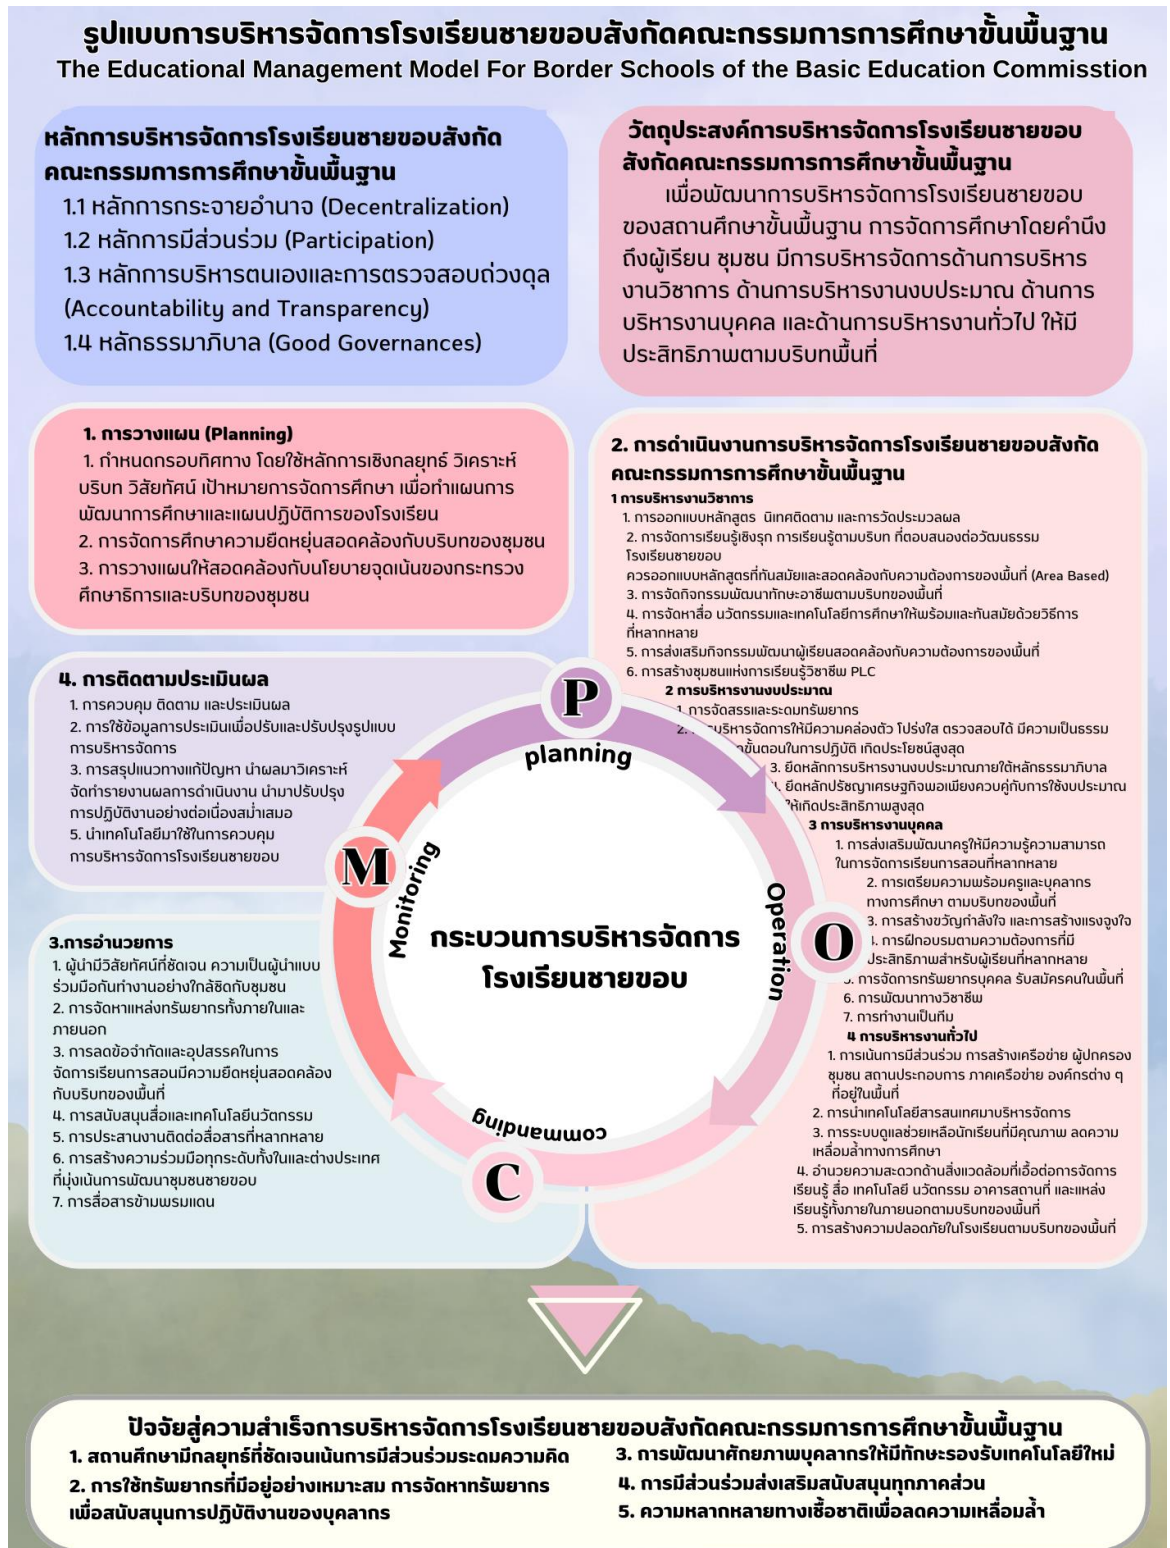 รูปแบบการบริหารจัดการโรงเรียนชายขอบสังกัดคณะกรรมการการศึกษาขั้นพื้นฐาน
The Educational Management Model For Border Schools of the Basic Education Commisstion
หลักการบริหารจัดการโรงเรียนชายขอบสังกัด
คณะกรรมการการศึกษาขั้นพื้นฐาน
1.1 หลักการกระจายอำนาจ (Decentralization)
1.2 หลักการมีส่วนร่วม (Participation)
1.3 หลักการบริหารตนเองและการตรวจสอบถ่วงดุล
(Accountability and Transparency)
1.4 หลักธรรมาภิบาล (Good Governances)
วัตถุประสงค์การบริหารจัดการโรงเรียนชายขอบ
สังกัดคณะกรรมการการศึกษาขั้นพื้นฐาน
เพื่อพัฒนาการบริหารจัดการโรงเรียนชายขอบ
ของสถานศึกษาขั้นพื้นฐาน การจัดการศึกษาโดยคำนึง
ถึงผู้เรียน ชุมชน มีการบริหารจัดการด้านการบริหาร
งานวิชาการ ด้านการบริหารงานงบประมาณ ด้านการ
บริหารงานบุคคล และด้านการบริหารงานทั่วไป ให้มี
ประสิทธิภาพตามบริบทพื้นที่
1. การวางแผน (Planning)
1. กำหนดกรอบทิศทาง โดยใช้หลักการเชิงกลยุทธ์ วิเคราะห์
บริบท วิสัยทัศน์ เป้าหมายการจัดการศึกษา เพื่อทำแผนการ
พัฒนาการศึกษาและแผนปฏิบัติการของโรงเรียน
2. การจัดการศึกษาความยืดหยุ่นสอดคล้องกับบริบทของชุมชน
3. การวางแผนให้สอดคล้องกับนโยบายจุดเน้นของกระทรวง
ศึกษาธิการและบริบทของชุมชน
2. การดำเนินงานการบริหารจัดการโรงเรียนชายขอบสังกัด
คณะกรรมการการศึกษาขั้นพื้นฐาน
1 การบริหารงานวิชาการ
1. การออกแบบหลักสูตร นิเทศติดตาม และการวัดประมวลผล
2. การจัดการเรียนรู้เชิงรุก การเรียนรู้ตามบริบท ที่ตอบสนองต่อวัฒนธรรม
โรงเรียนชายขอบ
ควรออกแบบหลักสูตรที่ทันสมัยและสอดคล้องกับความต้องการของพื้นที่ (Area Based)
3. การจัดกิจกรรมพัฒนาทักษะอาชีพตามบริบทของพื้นที่
4. การจัดหาสื่อ นวัตกรรมและเทคโนโลยีการศึกษาให้พร้อมและทันสมัยด้วยวิธีการ
ที่หลากหลาย
5. การส่งเสริมกิจกรรมพัฒนาผู้เรียนสอดคล้องกับความต้องการของพื้นที่
6. การสร้างชุมชนแห่งการเรียนรู้วิชาชีพ PLC
2 การบริหารงานงบประมาณ
1. การจัดสรรและระดมทรัพยากร
2. การบริหารจัดการให้มีความคล่องตัว โปร่งใส ตรวจสอบได้ มีความเป็นธรรม
ขั้นตอนในการปฏิบัติ เกิดประโยชน์สูงสุด
3. ยึดหลักการบริหารงานงบประมาณภายใต้หลักธรรมาภิบาล
4. ยึดหลักปรัชญาเศรษฐกิจพอเพียงควบคู่กับการใช้งบประมาณ
ให้เกิดประสิทธิภาพสูงสุด
3 การบริหารงานบุคคล
1. การส่งเสริมพัฒนาครูให้มีความรู้ความสามารถ
ในการจัดการเรียนการสอนที่หลากหลาย
2. การเตรียมความพร้อมครูและบุคลากร
ทางการศึกษา ตามบริบทของพื้นที่
3. การสร้างขวัญกำลังใจ และการสร้างแรงจูงใจ
4. การฝึกอบรมตามความต้องการที่มี
ประสิทธิภาพสำหรับผู้เรียนที่หลากหลาย
5. การจัดการทรัพยากรบุคคล รับสมัครคนในพื้นที่
6. การพัฒนาทางวิชาชีพ
7. การทำงานเป็นทีม
4 การบริหารงานทั่วไป
1. การเน้นการมีส่วนร่วม การสร้างเครือข่าย ผู้ปกครอง
ชุมชน สถานประกอบการ ภาคเครือข่าย องค์กรต่าง ๆ
ที่อยู่ในพื้นที่
2. การนำเทคโนโลยีสารสนเทศมาบริหารจัดการ
3. การระบบดูแลช่วยเหลือนักเรียนที่มีคุณภาพ ลดความ
เหลื่อมล้ำทางการศึกษา
4. อำนวยความสะดวกด้านสิ่งแวดล้อมที่เอื้อต่อการจัดการ
เรียนรู้ สื่อ เทคโนโลยี นวัตกรรม อาคารสถานที่ และแหล่ง
เรียนรู้ทั้งภายในภายนอกตามบริบทของพื้นที่
5. การสร้างความปลอดภัยในโรงเรียนตามบริบทของพื้นที่
4. การติดตามประเมินผล
1. การควบคุม ติดตาม และประเมินผล
2. การใช้ข้อมูลการประเมินเพื่อปรับและปรับปรุงรูปแบบ
การบริหารจัดการ
3. การสรุปแนวทางแก้ปัญหา นำผลมาวิเคราะห์
จัดทำรายงานผลการดำเนินงาน นำมาปรับปรุง
การปฏิบัติงานอย่างต่อเนื่องสม่ำเสมอ
5. นำเทคโนโลยีมาใช้ในการควบคุม
การบริหารจัดการโรงเรียนชายขอบ
P
planning
M
Monitoring
Operation
O
กระบวนการบริหารจัดการ
โรงเรียนชายขอบ
commanding
C
3.การอำนวยการ
1. ผู้นำมีวิสัยทัศน์ที่ชัดเจน ความเป็นผู้นำแบบ
ร่วมมือกันทำงานอย่างใกล้ชิดกับชุมชน
2. การจัดหาแหล่งทรัพยากรทั้งภายในและ
ภายนอก
3. การลดข้อจำกัดและอุปสรรคในการ
จัดการเรียนการสอนมีความยืดหยุ่นสอดคล้อง
กับบริบทของพื้นที่
4. การสนับสนุนสื่อและเทคโนโลยีนวัตกรรม
5. การประสานงานติดต่อสื่อสารที่หลากหลาย
6. การสร้างความร่วมมือทุกระดับทั้งในและต่างประเทศ
ที่มุ่งเน้นการพัฒนาชุมชนชายขอบ
7. การสื่อสารข้ามพรมแดน
ปัจจัยสู่ความสำเร็จการบริหารจัดการโรงเรียนชายขอบสังกัดคณะกรรมการการศึกษาขั้นพื้นฐาน
1. สถานศึกษามีกลยุทธ์ที่ชัดเจนเน้นการมีส่วนร่วมระดมความคิด
2. การใช้ทรัพยากรที่มีอยู่อย่างเหมาะสม การจัดหาทรัพยากร
เพื่อสนับสนุนการปฏิบัติงานของบุคลากร
3. การพัฒนาศักยภาพบุคลากรให้มีทักษะรองรับเทคโนโลยีใหม่
4. การมีส่วนร่วมส่งเสริมสนับสนุนทุกภาคส่วน
5. ความหลากหลายทางเชื้อชาติเพื่อลดความเหลื่อมล้ำ